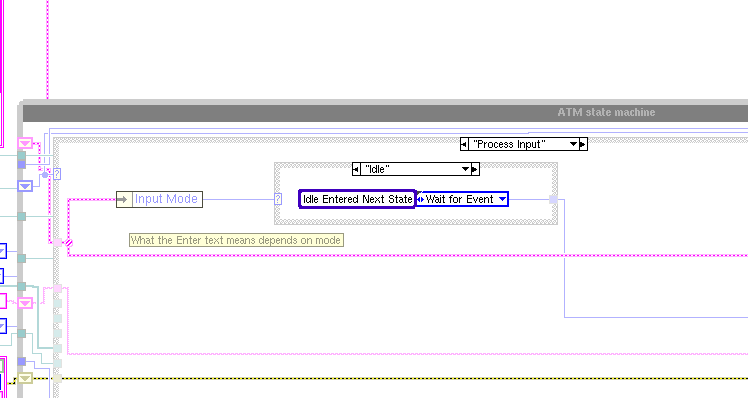 ATM state machine
"Process Input"
"Idle"
Input Mode
?
?
Idle Entered Next State
Wait for Event
What the Enter text means depends on mode